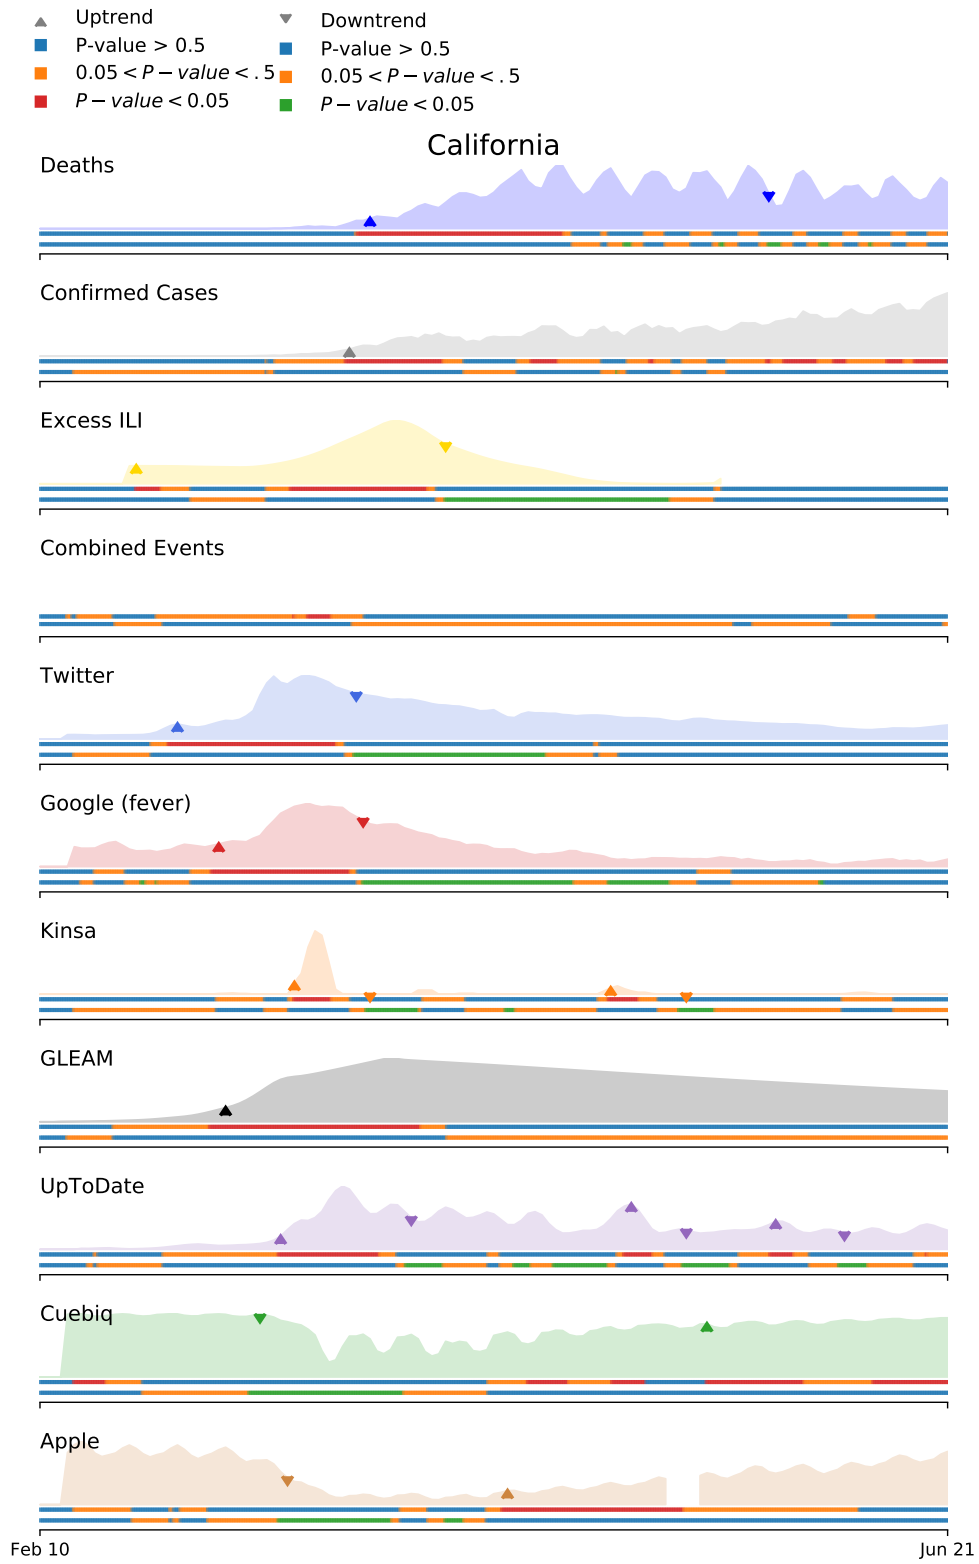 Uptrend
P-value > 0.5
0.05 < P − value < .5
P − value < 0.05
Downtrend
P-value > 0.5
0.05 < P − value < .5
P − value < 0.05
California
Deaths
Confirmed Cases
Excess ILI
Combined Events
Twitter
Google (fever)
Kinsa
GLEAM
UpToDate
Cuebiq
Apple
Feb 10
Jun 21